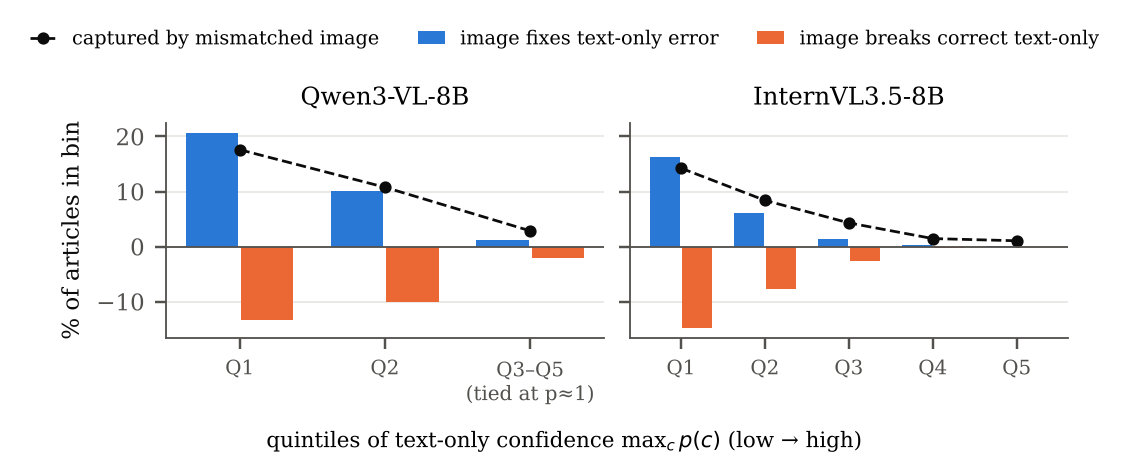 captured by mismatched image image fixes text-only error image breaks correct text-only
Qwen3-VL-8B InternVL3.5-8B
% of articles in bin
20
10
0
−10
Q1 Q2 Q3–Q5 Q1 Q2 Q3 Q4 Q5
(tied at p≈1)
quintiles of text-only confidence max_c p(c) (low → high)